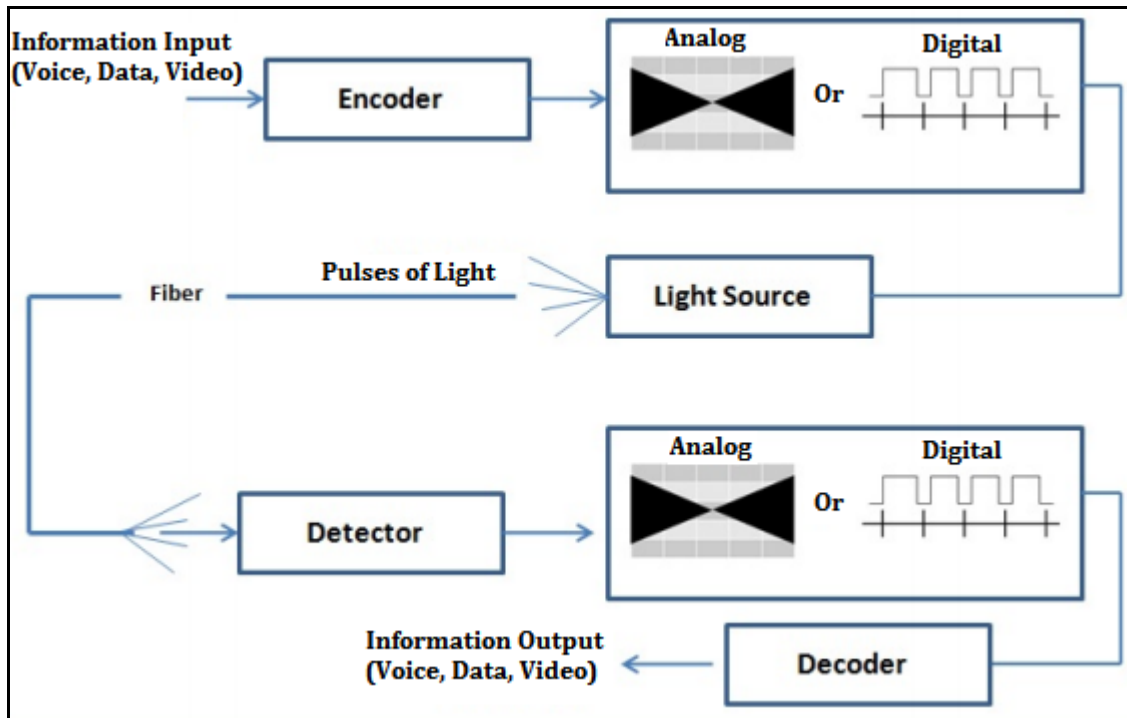 Information Input
(Voice, Data, Video)
Encoder
Analog
Or
Digital
Fiber
Pulses of Light
Light Source
Detector
Analog
Or
Digital
Information Output
(Voice, Data, Video)
Decoder